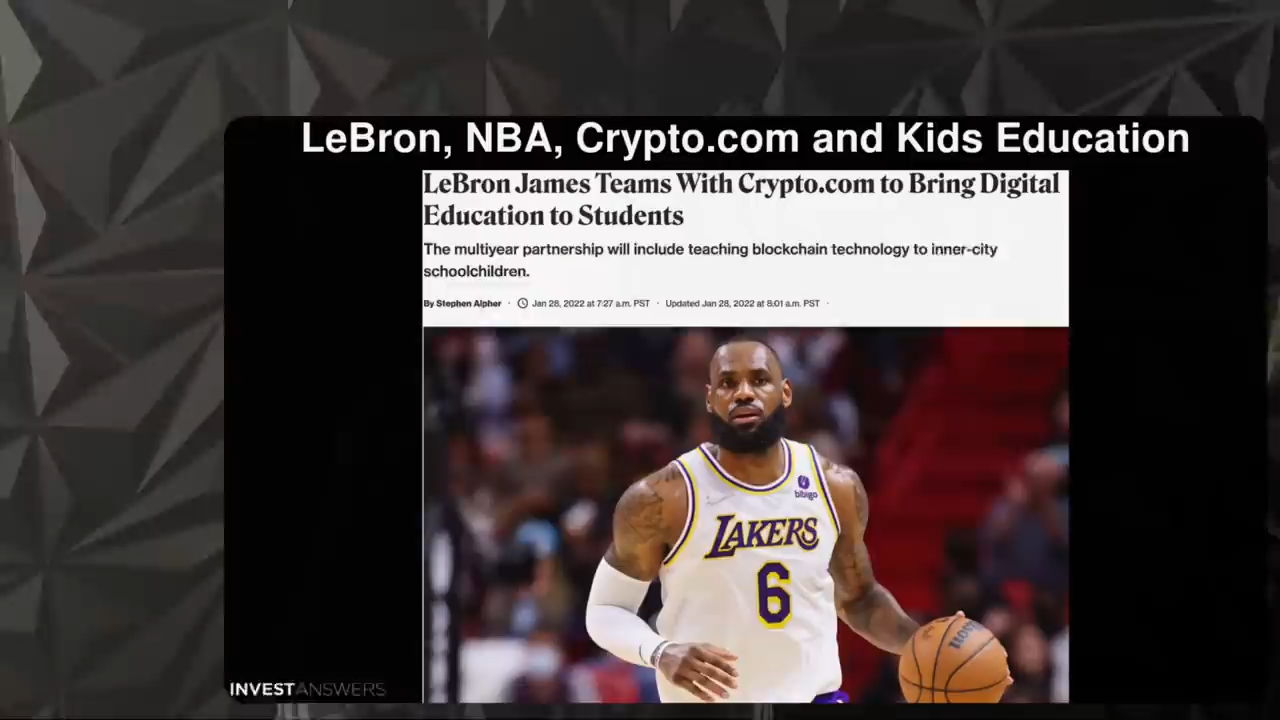 LeBron, NBA, Crypto.com and Kids Education
LeBron James Teams With Crypto.com to Bring Digital
Education to Students
The multiyear partnership will include teaching blockchain technology to inner-city
schoolchildren.
By Stephen Alpher · Jan 28, 2022 at 7:27 a.m. PST · Updated Jan 28, 2022 at 8:01 a.m. PST ·
bibigo
LAKERS
6
INVESTANSWERS